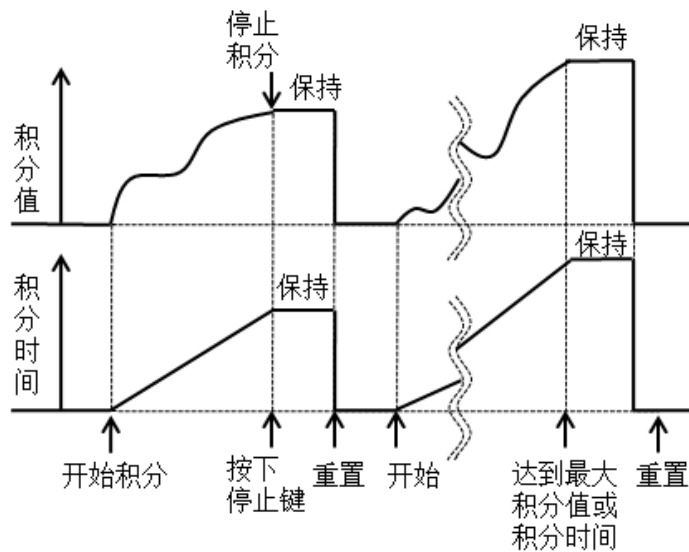 停止
积分
保持
保持
积分值
保持
保持
积分时间
开始积分
按下
停止键
重置
开始
达到最大
积分值或
积分时间
重置